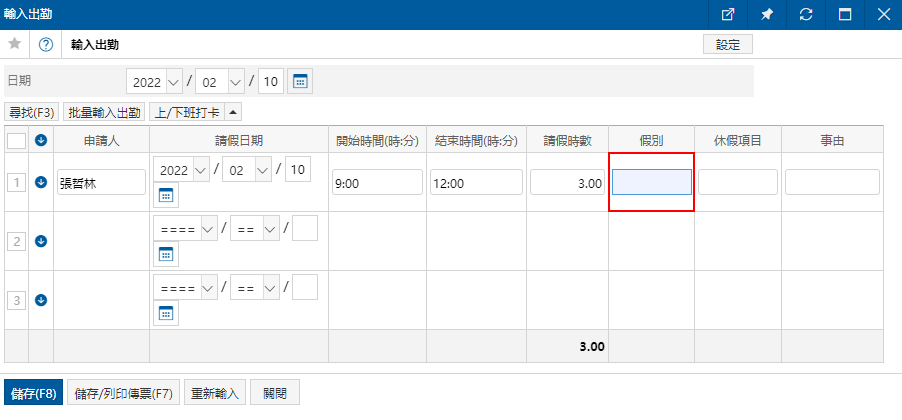 輸入出勤
輸入出勤 設定
日期 2022 / 02 / 10
尋找(F3) 批量輸入出勤 上/下班打卡
申請人 請假日期 開始時間(時:分) 結束時間(時:分) 請假時數 假別 休假項目 事由
1 張哲林 2022 / 02 / 10 9:00 12:00 3.00
2 ==== / == /
3 ==== / == /
3.00
儲存(F8) 儲存/列印傳票(F7) 重新輸入 關閉